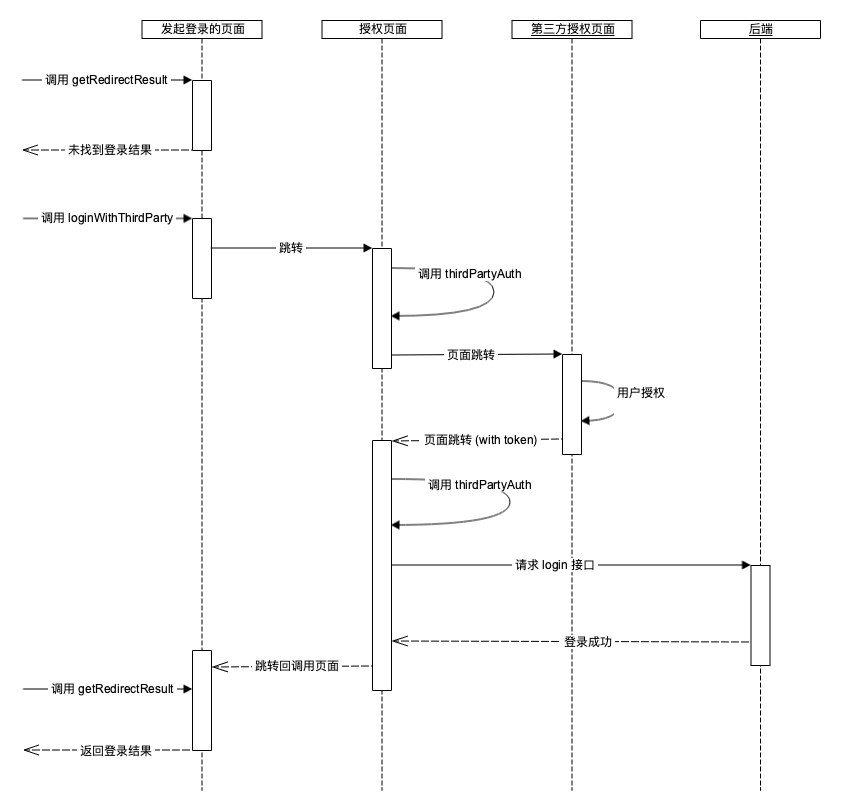 发起登录的页面
授权页面
第三方授权页面
后端
调用 getRedirectResult
未找到登录结果
调用 loginWithThirdParty
跳转
调用 thirdPartyAuth
页面跳转
用户授权
页面跳转 (with token)
调用 thirdPartyAuth
请求 login 接口
登录成功
跳转回调用页面
调用 getRedirectResult
返回登录结果